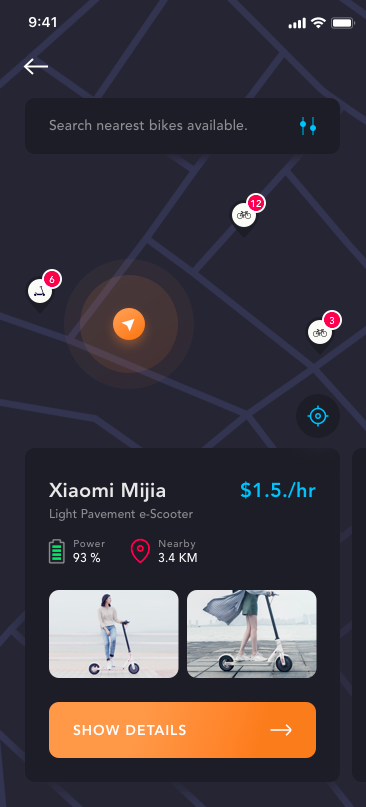 9:41
Search nearest bikes available.
12
6
3
Xiaomi Mijia
$1.5./hr
Light Pavement e-Scooter
Power
93 %
Nearby
3.4 KM
SHOW DETAILS